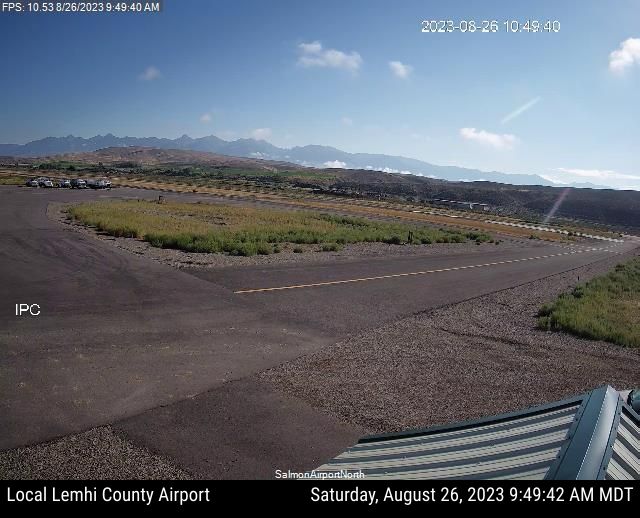 FPS: 10.53 8/26/2023 9:49:40 AM
2023-08-26 10:49:40
IPC
SalmonAirportNorth
Local Lemhi County Airport
Saturday, August 26, 2023 9:49:42 AM MDT